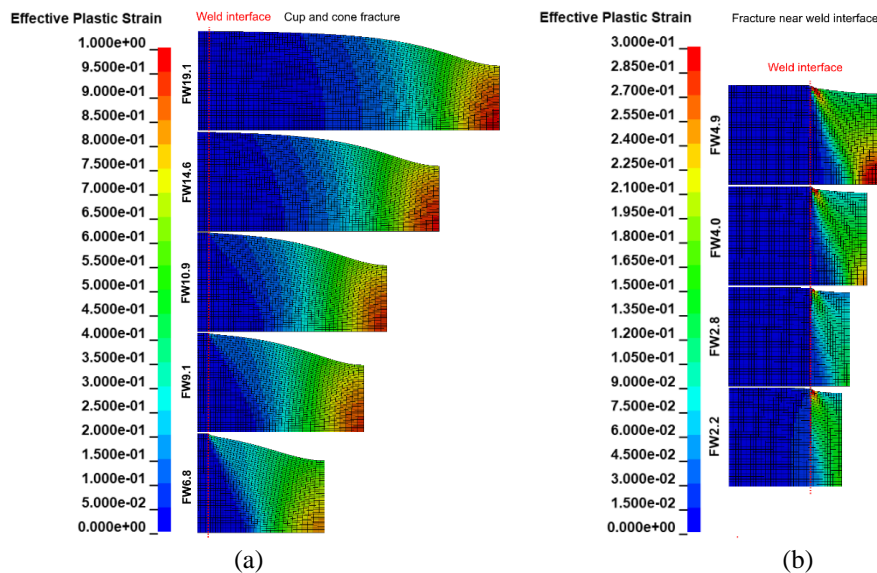 Effective Plastic Strain
Weld interface
Cup and cone fracture
1.000e+00
9.500e-01
9.000e-01
8.500e-01
8.000e-01
7.500e-01
7.000e-01
6.500e-01
6.000e-01
5.500e-01
5.000e-01
4.500e-01
4.000e-01
3.500e-01
3.000e-01
2.500e-01
2.000e-01
1.500e-01
1.000e-01
5.000e-02
0.000e+00
FW19.1
FW14.6
FW10.9
FW9.1
FW6.8
(a)
Effective Plastic Strain
Fracture near weld interface
Weld interface
3.000e-01
2.850e-01
2.700e-01
2.550e-01
2.400e-01
2.250e-01
2.100e-01
1.950e-01
1.800e-01
1.650e-01
1.500e-01
1.350e-01
1.200e-01
1.050e-01
9.000e-02
7.500e-02
6.000e-02
4.500e-02
3.000e-02
1.500e-02
0.000e+00
FW4.9
FW4.0
FW2.8
FW2.2
(b)